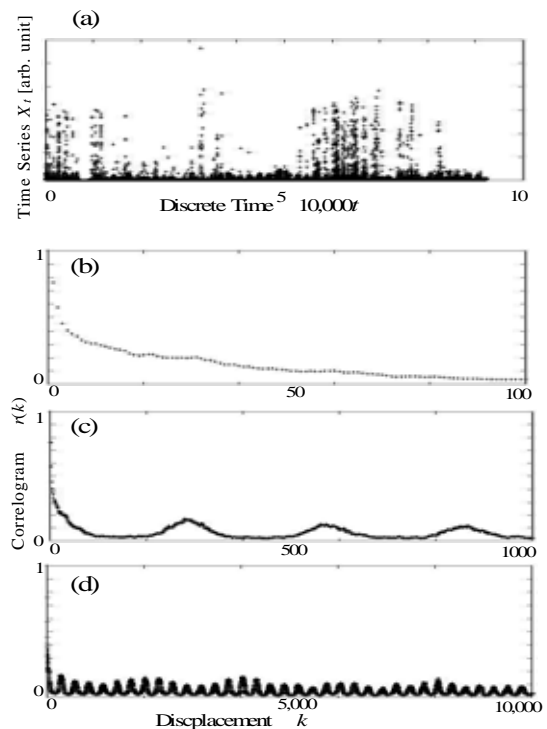 (a)
Time Series Xt [arb. unit]
0 5 10
Discrete Time 10,000t
(b)
1
0
0 50 100
(c)
1
0
0 500 1000
Correlogram r(k)
(d)
1
0
0 5,000 10,000
Discplacement k